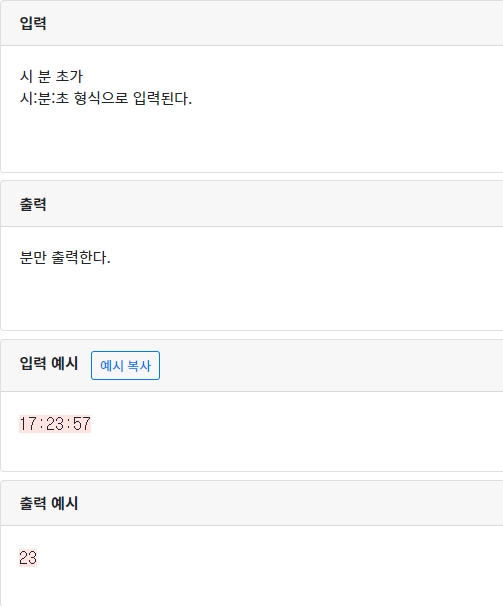 입력
시 분 초가
시:분:초 형식으로 입력된다.
출력
분만 출력한다.
입력 예시 예시 복사
17:23:57
출력 예시
23